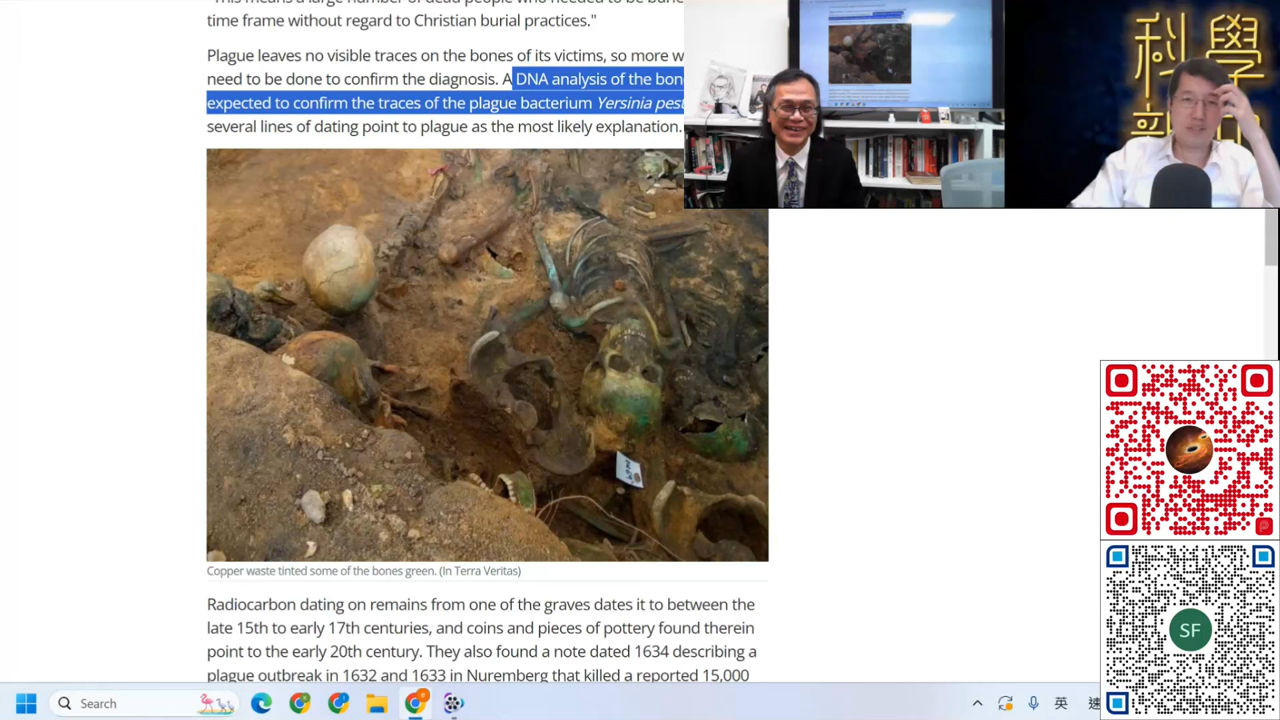 time frame without regard to Christian burial practices."
Plague leaves no visible traces on the bones of its victims, so more w
need to be done to confirm the diagnosis. A DNA analysis of the bon
expected to confirm the traces of the plague bacterium Yersinia pest
several lines of dating point to plague as the most likely explanation.
科學
Copper waste tinted some of the bones green. (In Terra Veritas)
Radiocarbon dating on remains from one of the graves dates it to between the
late 15th to early 17th centuries, and coins and pieces of pottery found therein
point to the early 20th century. They also found a note dated 1634 describing a
plague outbreak in 1632 and 1633 in Nuremberg that killed a reported 15,000
SF
Search
英
速